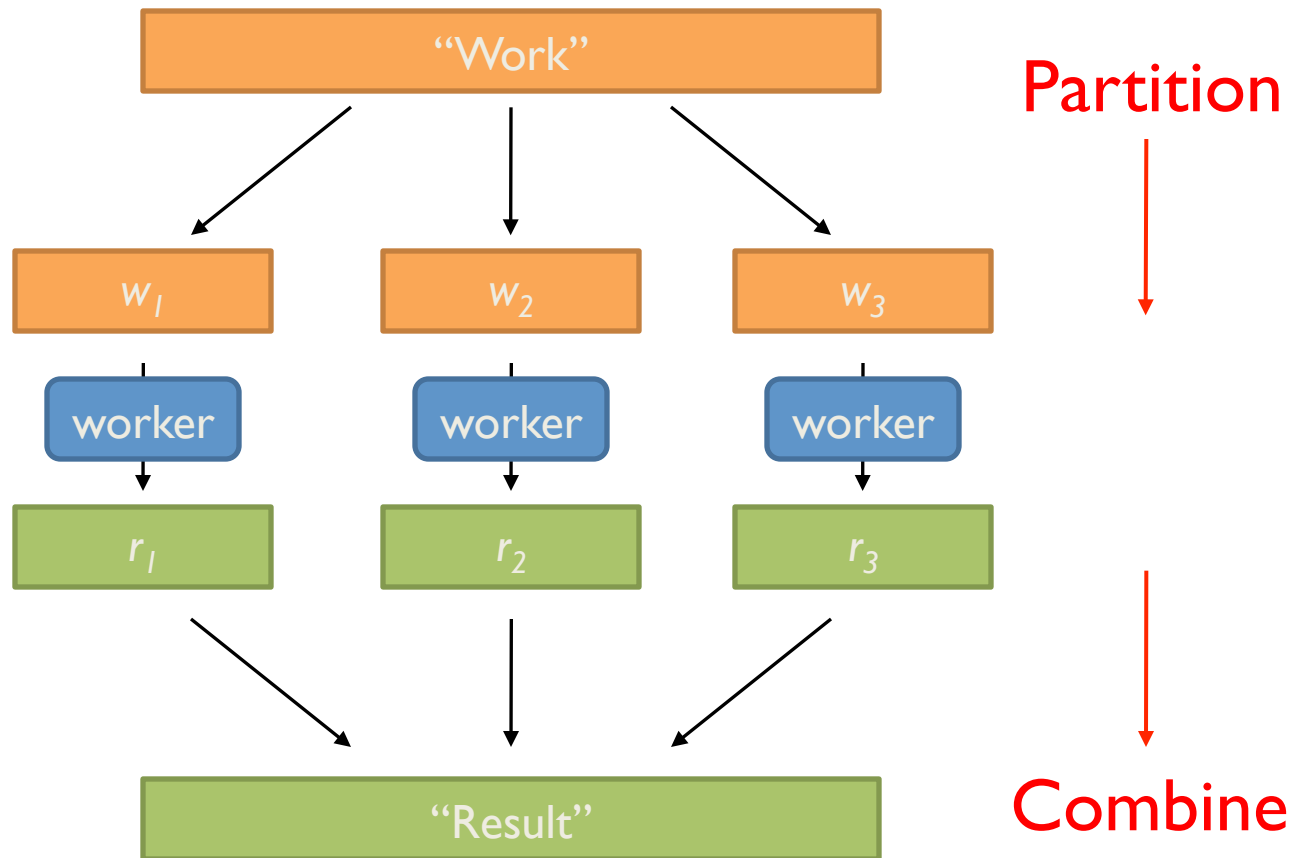 “Work”
Partition
w1 w2 w3
worker worker worker
r1 r2 r3
“Result”
Combine